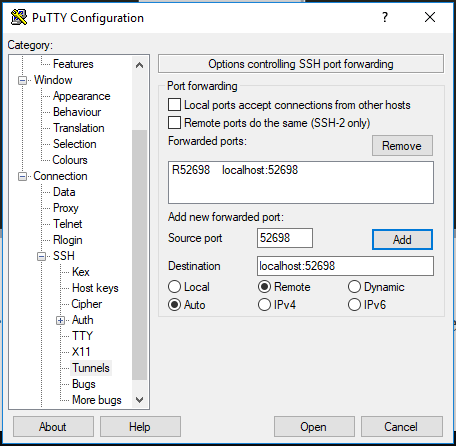 PuTTY Configuration
Category:
Features
Window
Appearance
Behaviour
Translation
Selection
Colours
Connection
Data
Proxy
Telnet
Rlogin
SSH
Kex
Host keys
Cipher
Auth
TTY
X11
Tunnels
Bugs
More bugs
Options controlling SSH port forwarding
Port forwarding
Local ports accept connections from other hosts
Remote ports do the same (SSH-2 only)
Forwarded ports:
Remove
R52698 localhost:52698
Add new forwarded port:
Source port 52698 Add
Destination localhost:52698
Local Remote Dynamic
Auto IPv4 IPv6
About Help Open Cancel